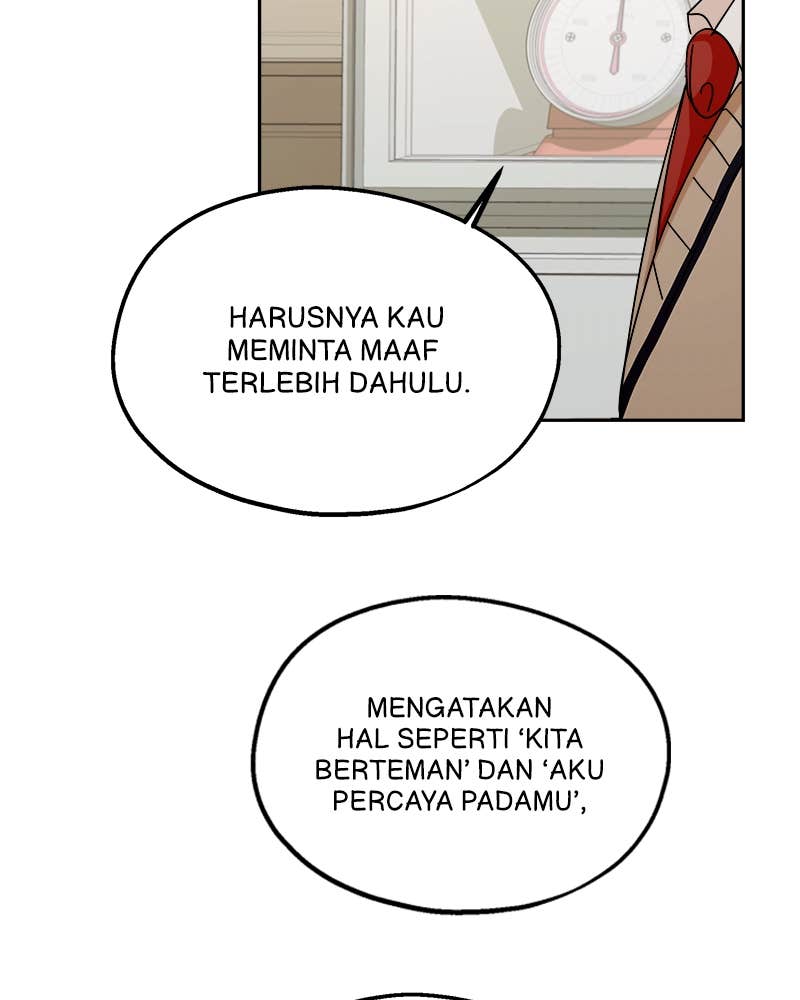 HARUSNYA KAU
MEMINTA MAAF
TERLEBIH DAHULU.
MENGATAKAN
HAL SEPERTI ‘KITA
BERTEMAN’ DAN ‘AKU
PERCAYA PADAMU’,